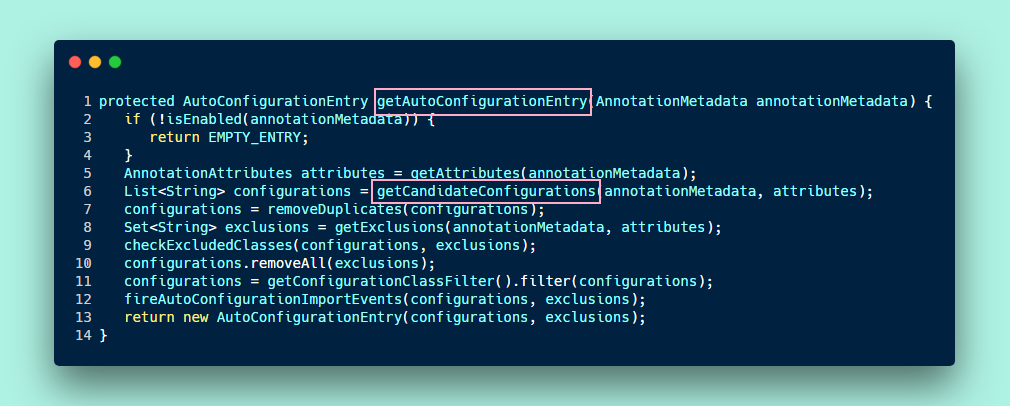 1 protected AutoConfigurationEntry getAutoConfigurationEntry(AnnotationMetadata annotationMetadata) {
2    if (!isEnabled(annotationMetadata)) {
3       return EMPTY_ENTRY;
4    }
5    AnnotationAttributes attributes = getAttributes(annotationMetadata);
6    List<String> configurations = getCandidateConfigurations(annotationMetadata, attributes);
7    configurations = removeDuplicates(configurations);
8    Set<String> exclusions = getExclusions(annotationMetadata, attributes);
9    checkExcludedClasses(configurations, exclusions);
10    configurations.removeAll(exclusions);
11    configurations = getConfigurationClassFilter().filter(configurations);
12    fireAutoConfigurationImportEvents(configurations, exclusions);
13    return new AutoConfigurationEntry(configurations, exclusions);
14 }